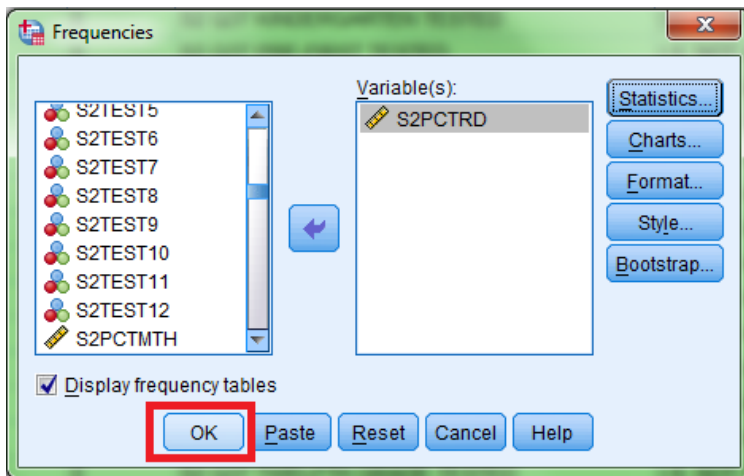 Frequencies
S2TEST5
S2TEST6
S2TEST7
S2TEST8
S2TEST9
S2TEST10
S2TEST11
S2TEST12
S2PCTMTH
Variable(s):
S2PCTRD
Statistics...
Charts...
Format...
Style...
Bootstrap...
Display frequency tables
OK Paste Reset Cancel Help